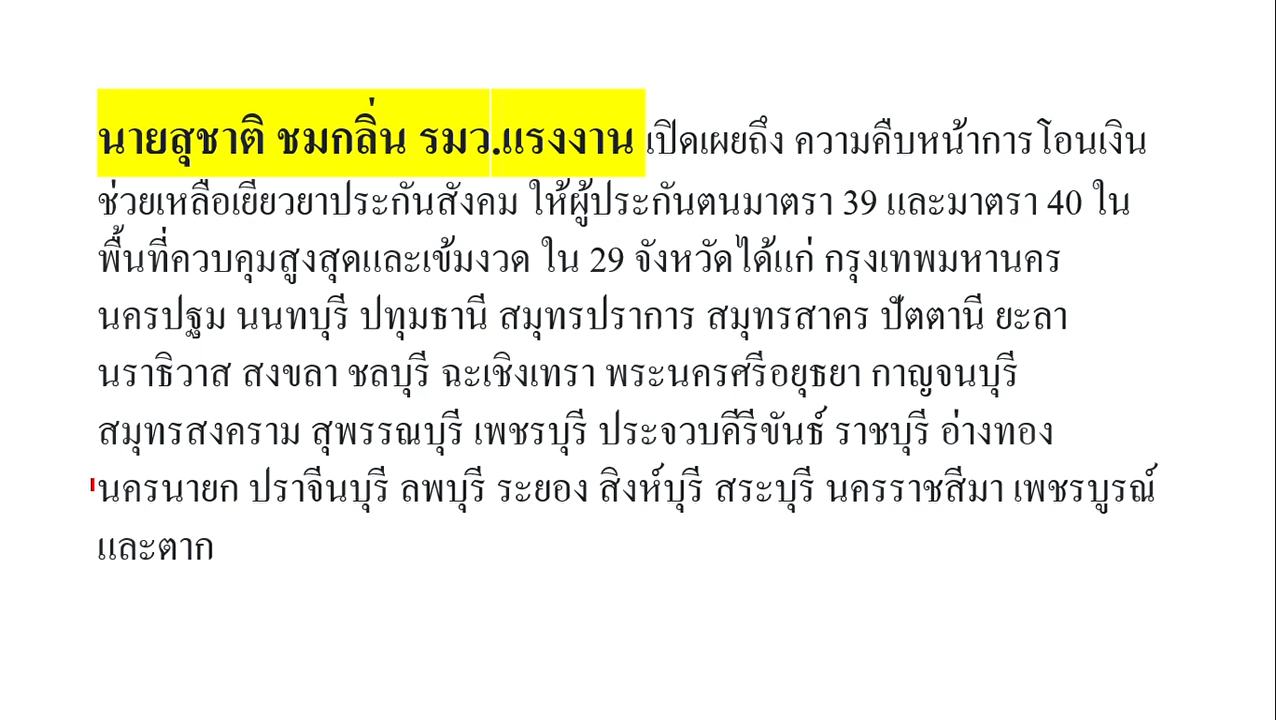 นายสุชาติ ชมกลิ่น รมว.แรงงาน เปิดเผยถึง ความคืบหน้าการโอนเงิน
ช่วยเหลือเยียวยาประกันสังคม ให้ผู้ประกันตนมาตรา 39 และมาตรา 40 ใน
พื้นที่ควบคุมสูงสุดและเข้มงวด ใน 29 จังหวัดได้แก่ กรุงเทพมหานคร
นครปฐม นนทบุรี ปทุมธานี สมุทรปราการ สมุทรสาคร ปัตตานี ยะลา
นราธิวาส สงขลา ชลบุรี ฉะเชิงเทรา พระนครศรีอยุธยา กาญจนบุรี
สมุทรสงคราม สุพรรณบุรี เพชรบุรี ประจวบคีรีขันธ์ ราชบุรี อ่างทอง
นครนายก ปราจีนบุรี ลพบุรี ระยอง สิงห์บุรี สระบุรี นครราชสีมา เพชรบูรณ์
และตาก